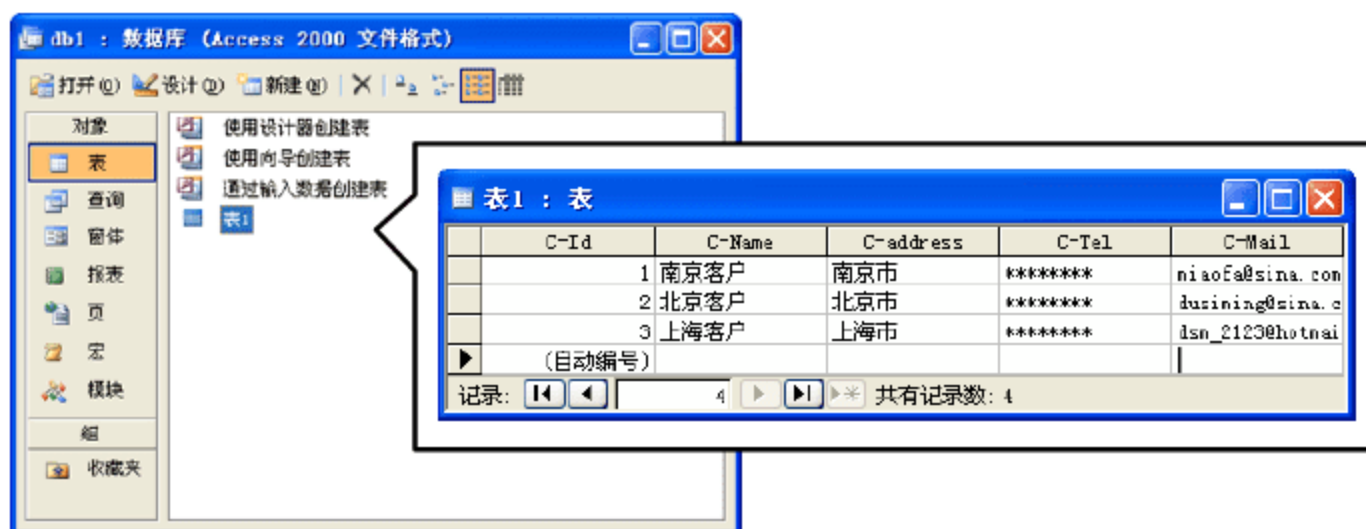 db1 : 数据库 (Access 2000 文件格式)
打开(O) 设计(D) 新建(N)
对象
表
查询
窗体
报表
页
宏
模块
组
收藏夹
使用设计器创建表
使用向导创建表
通过输入数据创建表
表1
表1 : 表
C-Id C-Name C-address C-Tel C-Mail
1 南京客户 南京市 ******** niaofa@sina.com
2 北京客户 北京市 ******** dusining@sina.c
3 上海客户 上海市 ******** dsn_2123@hotmai
(自动编号)
记录: 4 共有记录数: 4